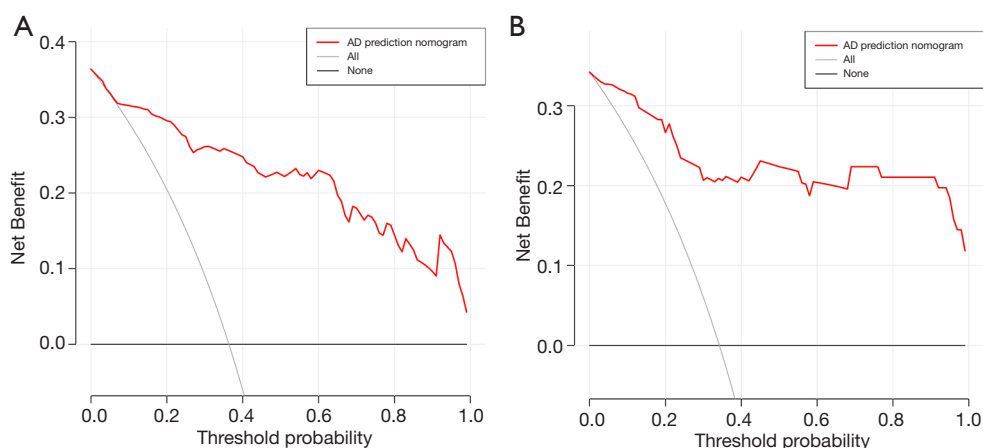 A
AD prediction nomogram
All
None
0.4
0.3
0.2
0.1
0.0
Net Benefit
0.0 0.2 0.4 0.6 0.8 1.0
Threshold probability
B
AD prediction nomogram
All
None
0.3
0.2
0.1
0.0
Net Benefit
0.0 0.2 0.4 0.6 0.8 1.0
Threshold probability